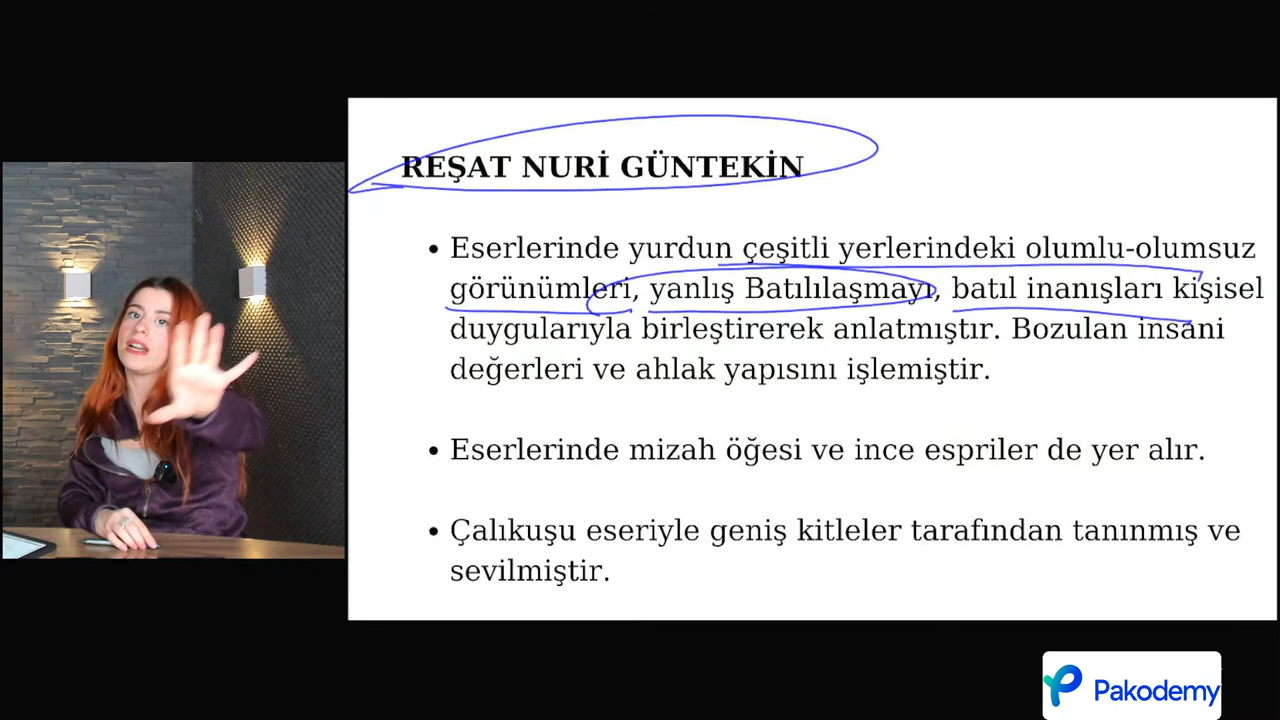 REŞAT NURİ GÜNTEKİN
• Eserlerinde yurdun çeşitli yerlerindeki olumlu-olumsuz
görünümleri, yanlış Batılılaşmayı, batıl inanışları kişisel
duygularıyla birleştirerek anlatmıştır. Bozulan insani
değerleri ve ahlak yapısını işlemiştir.
• Eserlerinde mizah öğesi ve ince espriler de yer alır.
• Çalıkuşu eseriyle geniş kitleler tarafından tanınmış ve
sevilmiştir.
Pakodemy